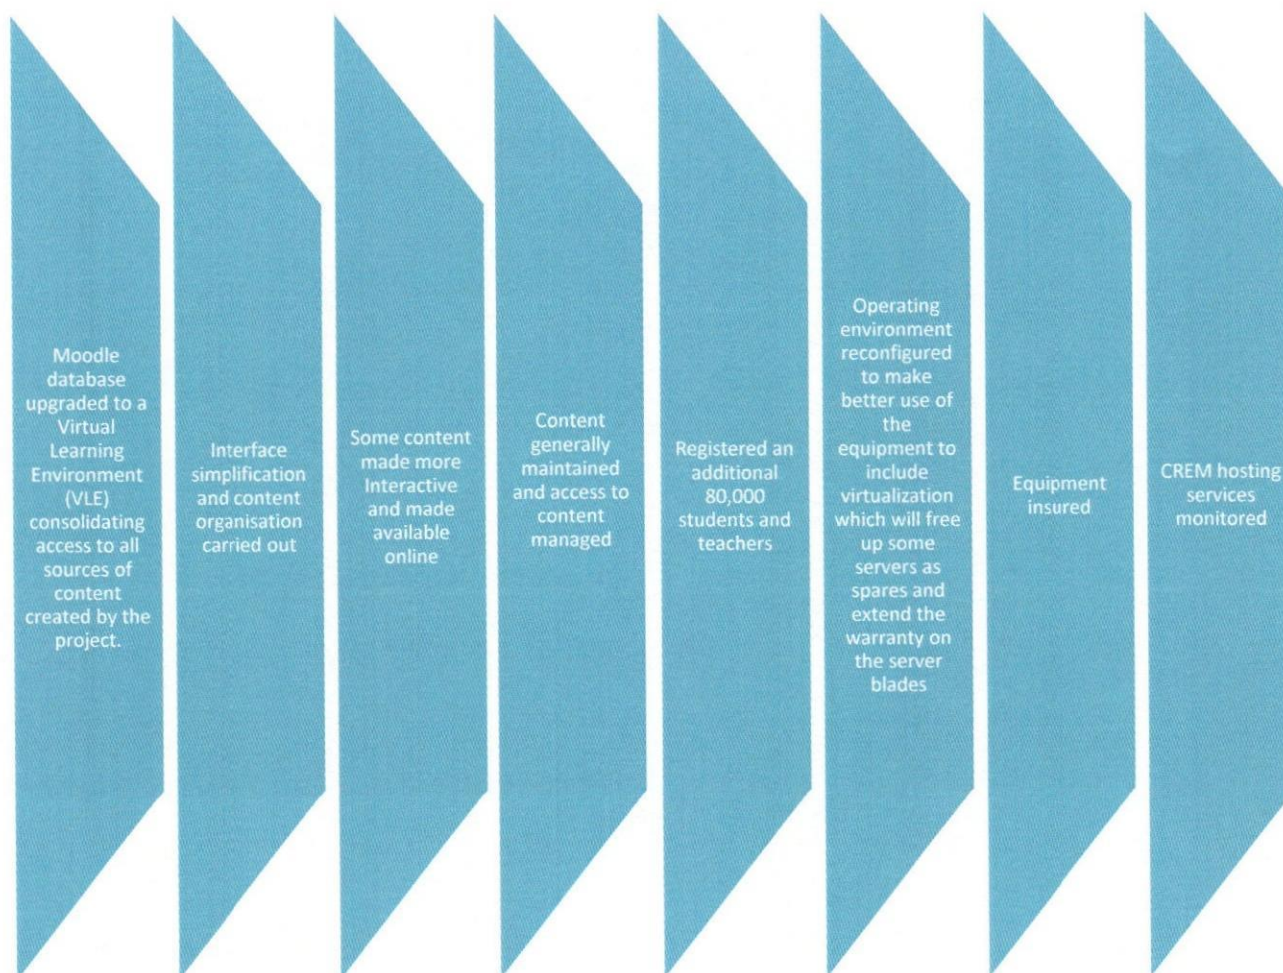 Moodle
database
upgraded to a
Virtual
Learning
Environment
(VLE)
consolidating
access to all
sources of
content
created by the
project.
Interface
simplification
and content
organisation
carried out
Some content
made more
Interactive
and made
available
online
Content
generally
maintained
and access to
content
managed
Registered an
additional
80,000
students and
teachers
Operating
environment
reconfigured
to make
better use of
the
equipment to
include
virtualization
which will free
up some
servers as
spares and
extend the
warranty on
the server
blades
Equipment
insured
CREM hosting
services
monitored